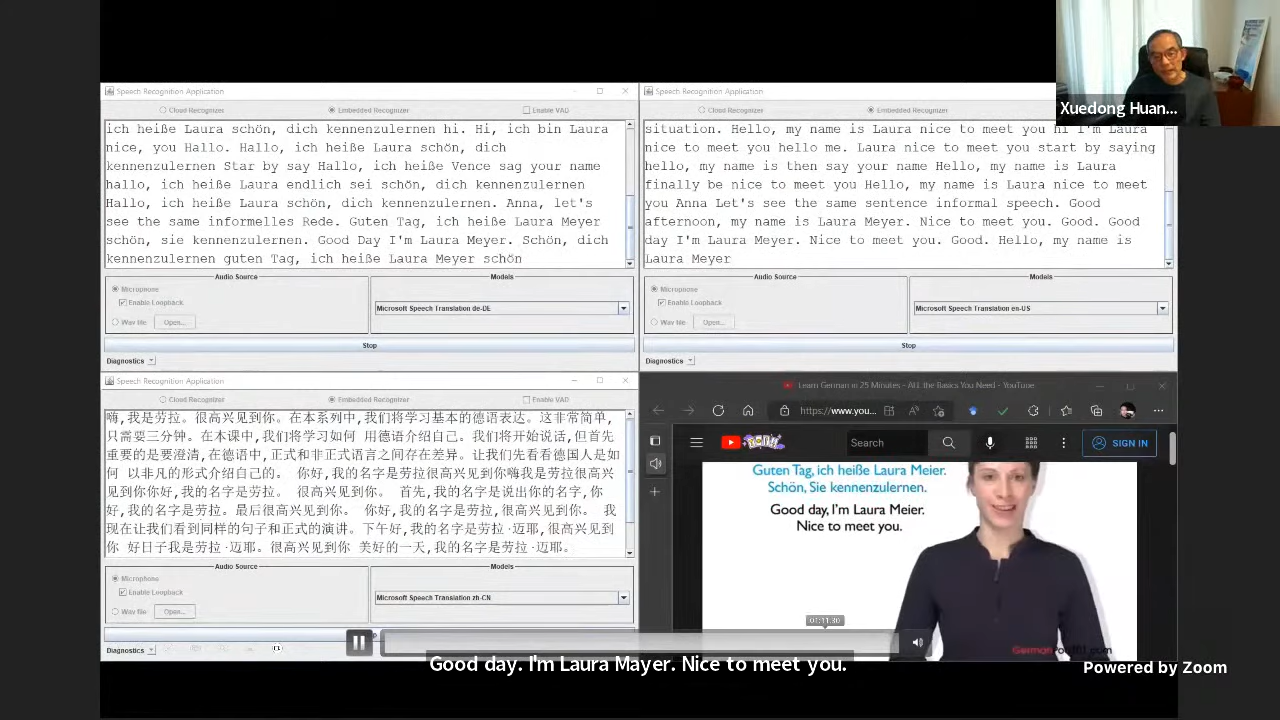 Xuedong Huan...
Speech Recognition Application
Cloud Recognizer
Embedded Recognizer
Enable VAD
ich heiße Laura schön, dich kennenzulernen hi. Hi, ich bin Laura
nice, you Hallo. Hallo, ich heiße Laura schön, dich
kennenzulernen Star by say Hallo, ich heiße Vence sag your name
hallo, ich heiße Laura endlich sei schön, dich kennenzulernen
Hallo, ich heiße Laura schön, dich kennenzulernen. Anna, let's
see the same informelles Rede. Guten Tag, ich heiße Laura Meyer
schön, sie kennenzulernen. Good Day I'm Laura Meyer. Schön, dich
kennenzulernen guten Tag, ich heiße Laura Meyer schön
Audio Source
Microphone
Enable Loopback
Wav file
Open...
Models
Microsoft Speech Translation de-DE
Stop
Diagnostics
Speech Recognition Application
Cloud Recognizer
Embedded Recognizer
situation. Hello, my name is Laura nice to meet you hi I'm Laura
nice to meet you hello me. Laura nice to meet you start by saying
hello, my name is then say your name Hello, my name is Laura
finally be nice to meet you Hello, my name is Laura nice to meet
you Anna Let's see the same sentence informal speech. Good
afternoon, my name is Laura Meyer. Nice to meet you. Good. Good
day I'm Laura Meyer. Nice to meet you. Good. Hello, my name is
Laura Meyer
Audio Source
Microphone
Enable Loopback
Wav file
Open...
Models
Microsoft Speech Translation en-US
Stop
Diagnostics
Speech Recognition Application
Cloud Recognizer
Embedded Recognizer
Enable VAD
嗨,我是劳拉。很高兴见到你。在本系列中,我们将学习基本的德语表达。这非常简单,
只需要三分钟。在本课中,我们将学习如何 用德语介绍自己。我们将开始说话,但首先
重要的是要澄清,在德语中,正式和非正式语言之间存在差异。让我们先看看德国人是如
何 以非凡的形式介绍自己的。 你好,我的名字是劳拉很高兴见到你嗨我是劳拉很高兴
见到你你好,我的名字是劳拉。 很高兴见到你。 首先,我的名字是说出你的名字,你
好,我的名字是劳拉。最后很高兴见到你。 你好,我的名字是劳拉,很高兴见到你。 我
现在让我们看到同样的句子和正式的演讲。下午好,我的名字是劳拉·迈耶,很高兴见到
你 好日子我是劳拉·迈耶。很高兴见到你 美好的一天,我的名字是劳拉·迈耶。
Audio Source
Microphone
Enable Loopback
Wav file
Open...
Models
Microsoft Speech Translation zh-CN
Diagnostics
Learn German in 25 Minutes - ALL the Basics You Need - YouTube
https://www.you...
Search
SIGN IN
Guten Tag, ich heiße Laura Meier.
Schön, Sie kennenzulernen.
Good day, I'm Laura Meier.
Nice to meet you.
01:11:30
Good day. I'm Laura Mayer. Nice to meet you.
Powered by Zoom